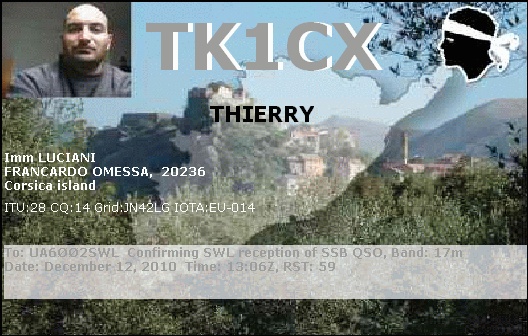 TK1CX
THIERRY
Imm LUCIANI
FRANCARDO OMESSA, 20236
Corsica island
ITU:28 CQ:14 Grid:JN42LG IOTA:EU-014
To: UA6OO2SWL Confirming SWL reception of SSB QSO, Band: 17m
Date: December 12, 2010 Time: 13:06Z, RST: 59